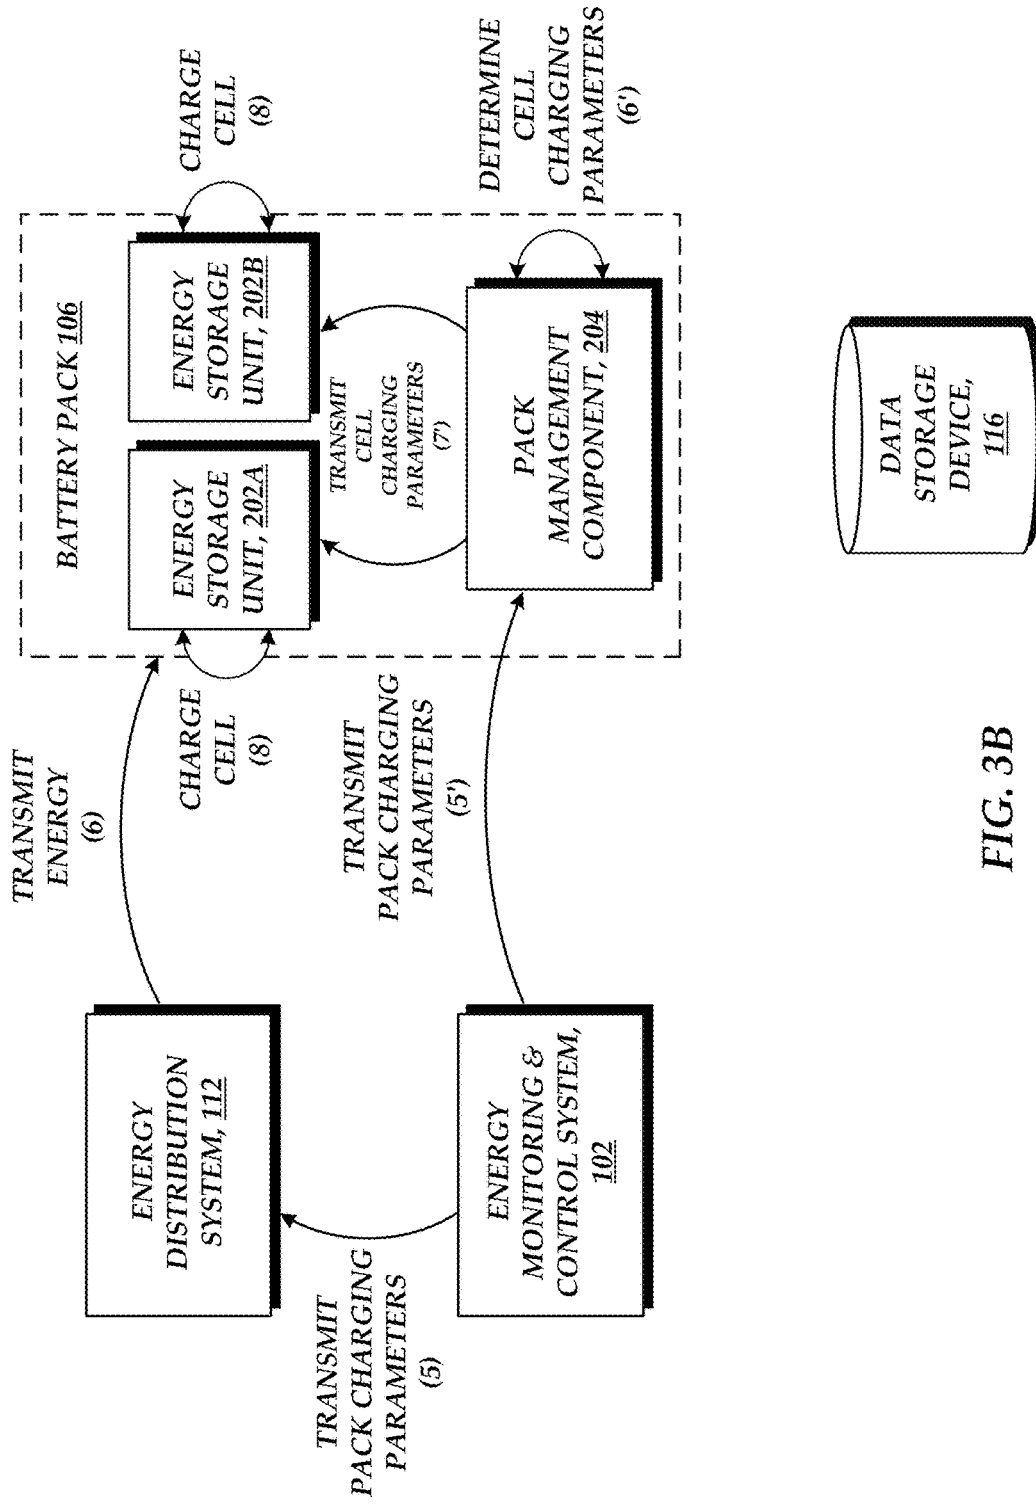 TRANSMIT
ENERGY
(6)
BATTERY PACK 106
ENERGY
DISTRIBUTION
SYSTEM, 112
CHARGE
CELL
(8)
ENERGY
STORAGE
UNIT, 202A
ENERGY
STORAGE
UNIT, 202B
CHARGE
CELL
(8)
TRANSMIT
CELL
CHARGING
PARAMETERS
(7')
TRANSMIT
PACK CHARGING
PARAMETERS
(5)
TRANSMIT
PACK CHARGING
PARAMETERS
(5')
ENERGY
MONITORING &
CONTROL SYSTEM,
102
PACK
MANAGEMENT
COMPONENT, 204
DETERMINE
CELL
CHARGING
PARAMETERS
(6')
DATA
STORAGE
DEVICE,
116
FIG. 3B